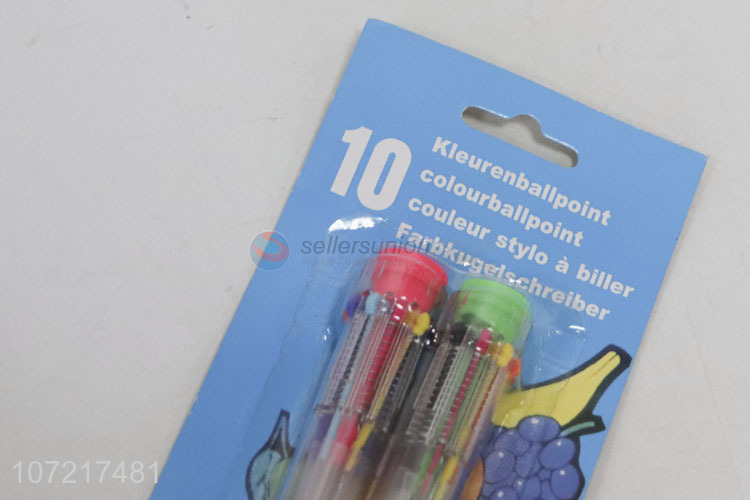 10
Kleurenballpoint
colourballpoint
couleur stylo à biller
Farbkugelschreiber
sellersunion
107217481